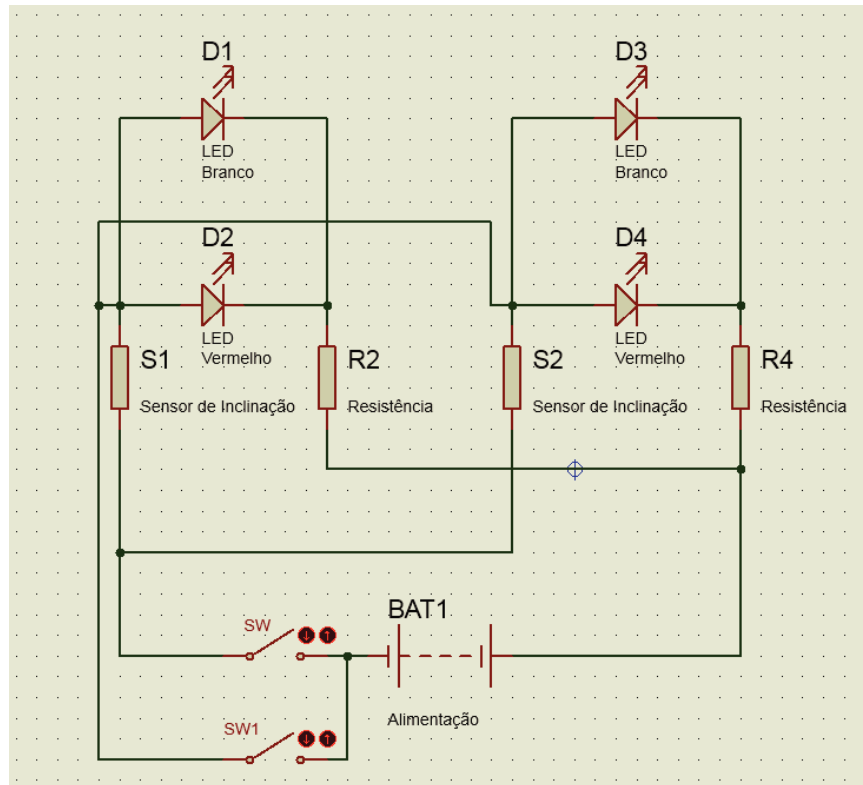 D1
LED
Branco
D3
LED
Branco
D2
LED
Vermelho
D4
LED
Vermelho
S1
Sensor de Inclinação
R2
Resistência
S2
Sensor de Inclinação
R4
Resistência
SW
BAT1
Alimentação
SW1